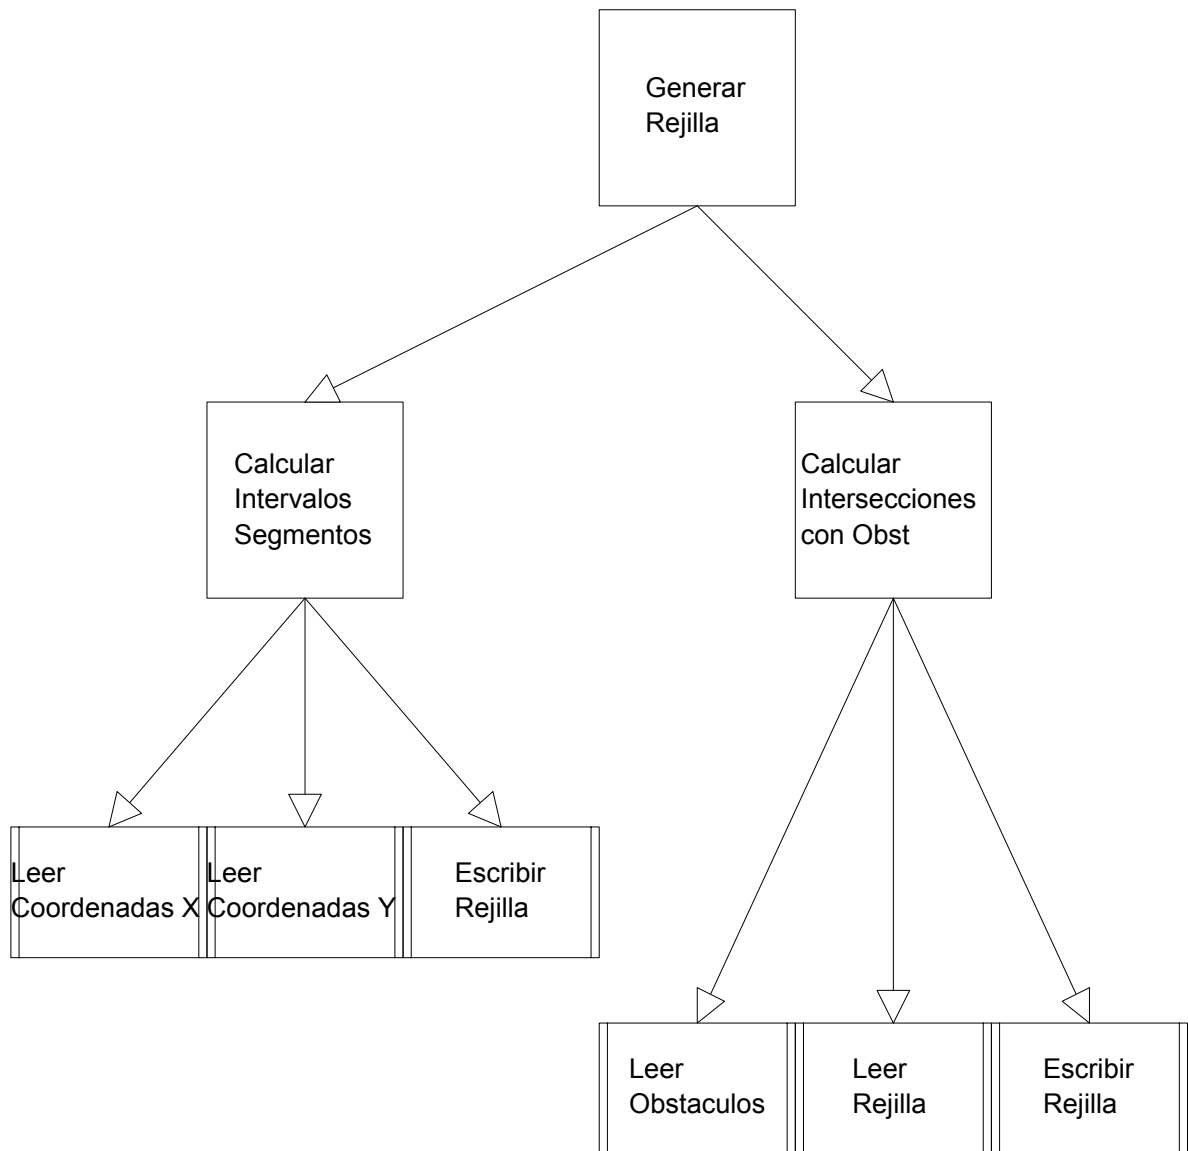 Generar
Rejilla
Calcular
Intervalos
Segmentos
Calcular
Intersecciones
con Obst
Leer
Coordenadas X
Leer
Coordenadas Y
Escribir
Rejilla
Leer
Obstaculos
Leer
Rejilla
Escribir
Rejilla